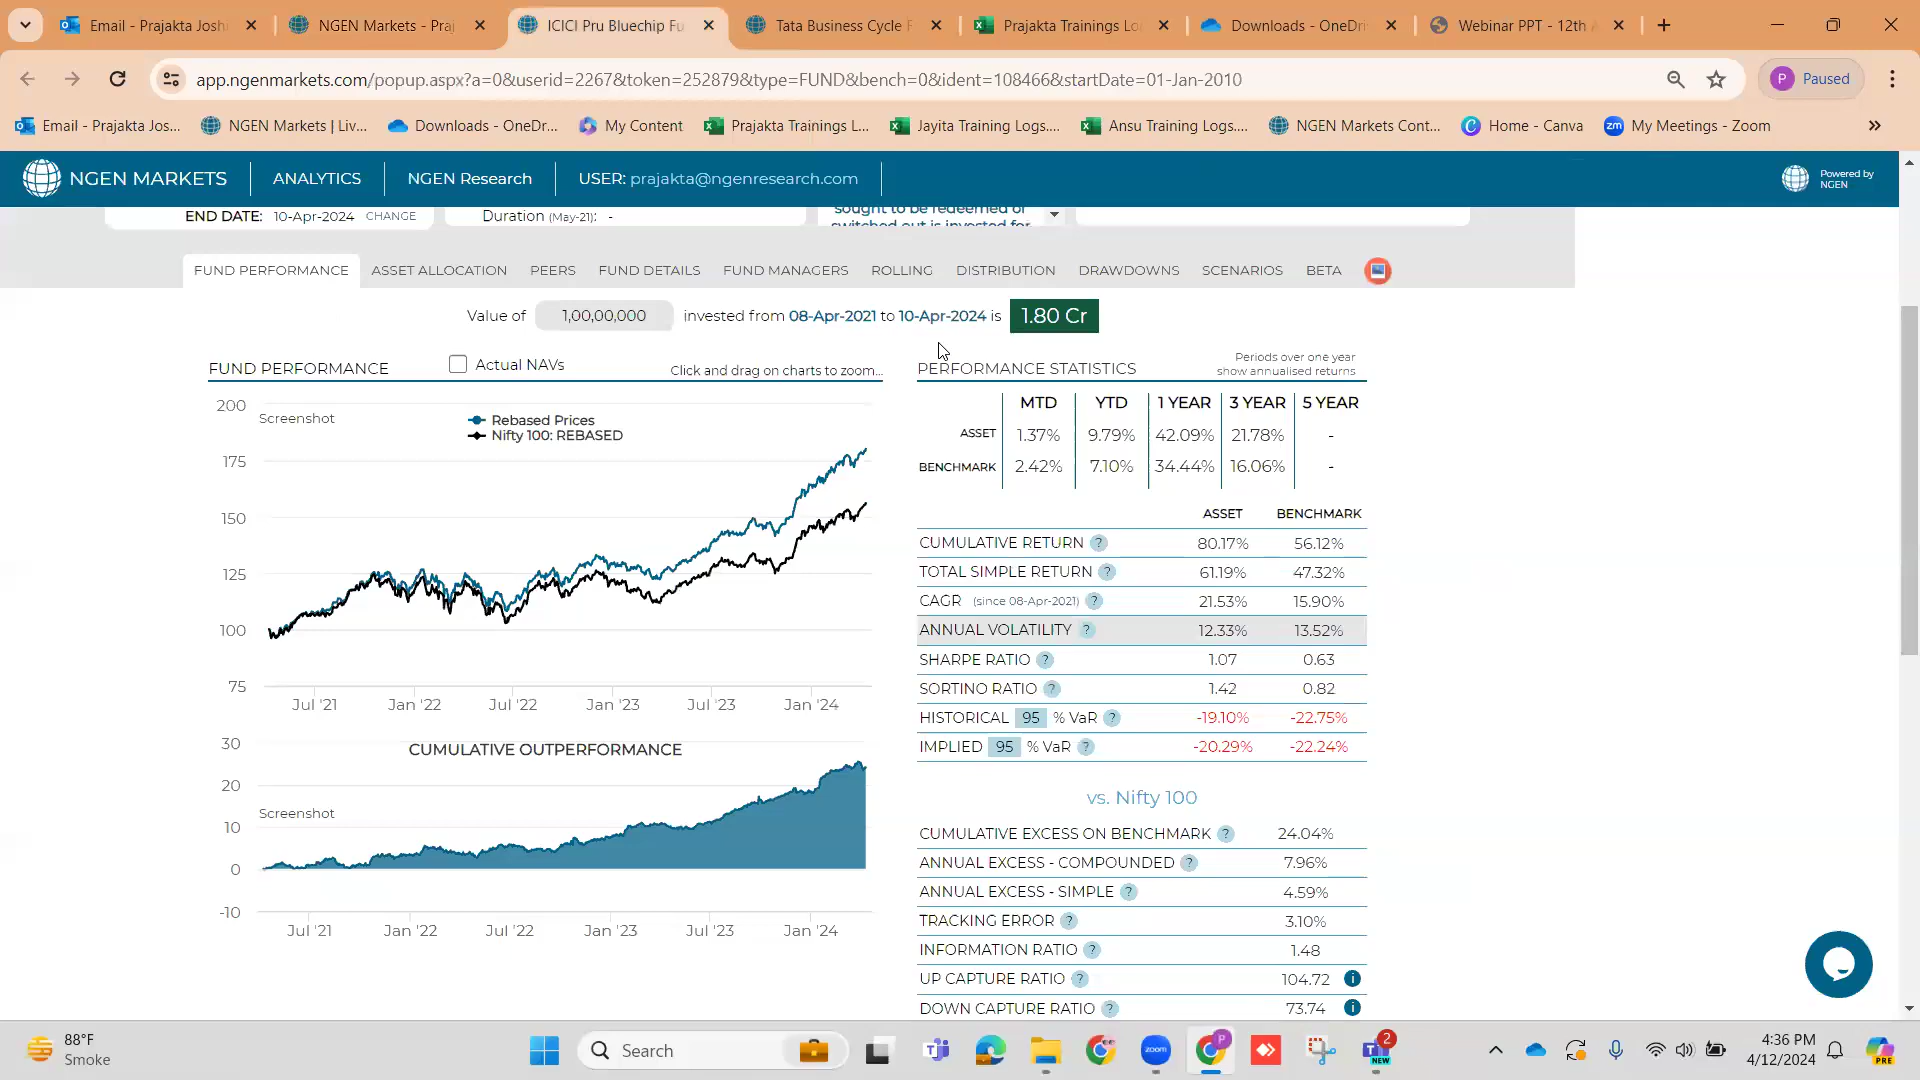 Email - Prajakta Joshi
NGEN Markets - Praj
ICICI Pru Bluechip Fu
Tata Business Cycle F
Prajakta Trainings Lo
Downloads - OneDri
Webinar PPT - 12th A
app.ngenmarkets.com/popup.aspx?a=0&userid=2267&token=252879&type=FUND&bench=0&ident=108466&startDate=01-Jan-2010
P Paused
Email - Prajakta Jos...
NGEN Markets | Liv...
Downloads - OneDr...
My Content
Prajakta Trainings L...
Jayita Training Logs....
Ansu Training Logs....
NGEN Markets Cont...
Home - Canva
zm My Meetings - Zoom
NGEN MARKETS
ANALYTICS
NGEN Research
USER: prajakta@ngenresearch.com
Powered by
NGEN
sought to be redeemed or
switched out is invested for
END DATE: 10-Apr-2024 CHANGE
Duration (May-21): -
FUND PERFORMANCE
ASSET ALLOCATION
PEERS
FUND DETAILS
FUND MANAGERS
ROLLING
DISTRIBUTION
DRAWDOWNS
SCENARIOS
BETA
Value of 1,00,00,000 invested from 08-Apr-2021 to 10-Apr-2024 is 1.80 Cr
FUND PERFORMANCE
Actual NAVs
Click and drag on charts to zoom...
Screenshot
Rebased Prices
Nifty 100: REBASED
200
175
150
125
100
75
Jul '21 Jan '22 Jul '22 Jan '23 Jul '23 Jan '24
CUMULATIVE OUTPERFORMANCE
Screenshot
30
20
10
0
-10
Jul '21 Jan '22 Jul '22 Jan '23 Jul '23 Jan '24
PERFORMANCE STATISTICS
Periods over one year
show annualised returns
MTD YTD 1 YEAR 3 YEAR 5 YEAR
ASSET 1.37% 9.79% 42.09% 21.78% -
BENCHMARK 2.42% 7.10% 34.44% 16.06% -
ASSET BENCHMARK
CUMULATIVE RETURN ? 80.17% 56.12%
TOTAL SIMPLE RETURN ? 61.19% 47.32%
CAGR (since 08-Apr-2021) ? 21.53% 15.90%
ANNUAL VOLATILITY ? 12.33% 13.52%
SHARPE RATIO ? 1.07 0.63
SORTINO RATIO ? 1.42 0.82
HISTORICAL 95 % VaR ? -19.10% -22.75%
IMPLIED 95 % VaR ? -20.29% -22.24%
vs. Nifty 100
CUMULATIVE EXCESS ON BENCHMARK ? 24.04%
ANNUAL EXCESS - COMPOUNDED ? 7.96%
ANNUAL EXCESS - SIMPLE ? 4.59%
TRACKING ERROR ? 3.10%
INFORMATION RATIO ? 1.48
UP CAPTURE RATIO ? 104.72 i
DOWN CAPTURE RATIO ? 73.74 i
88°F
Smoke
Search
zoom
P
2
NEW
4:36 PM
4/12/2024
PRE